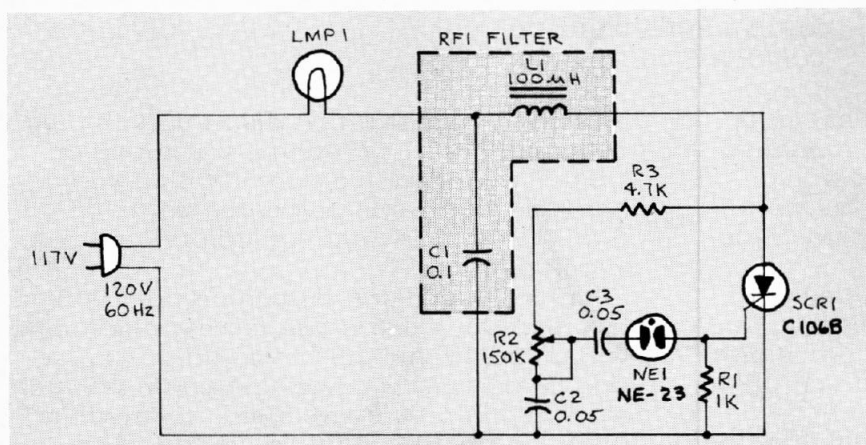 LMP1
RFI FILTER
L1
100µH
R3
4.7K
117V
120V
60HZ
C1
0.1
C3
0.05
SCR1
C106B
R2
150K
NE1
NE-23
R1
1K
C2
0.05